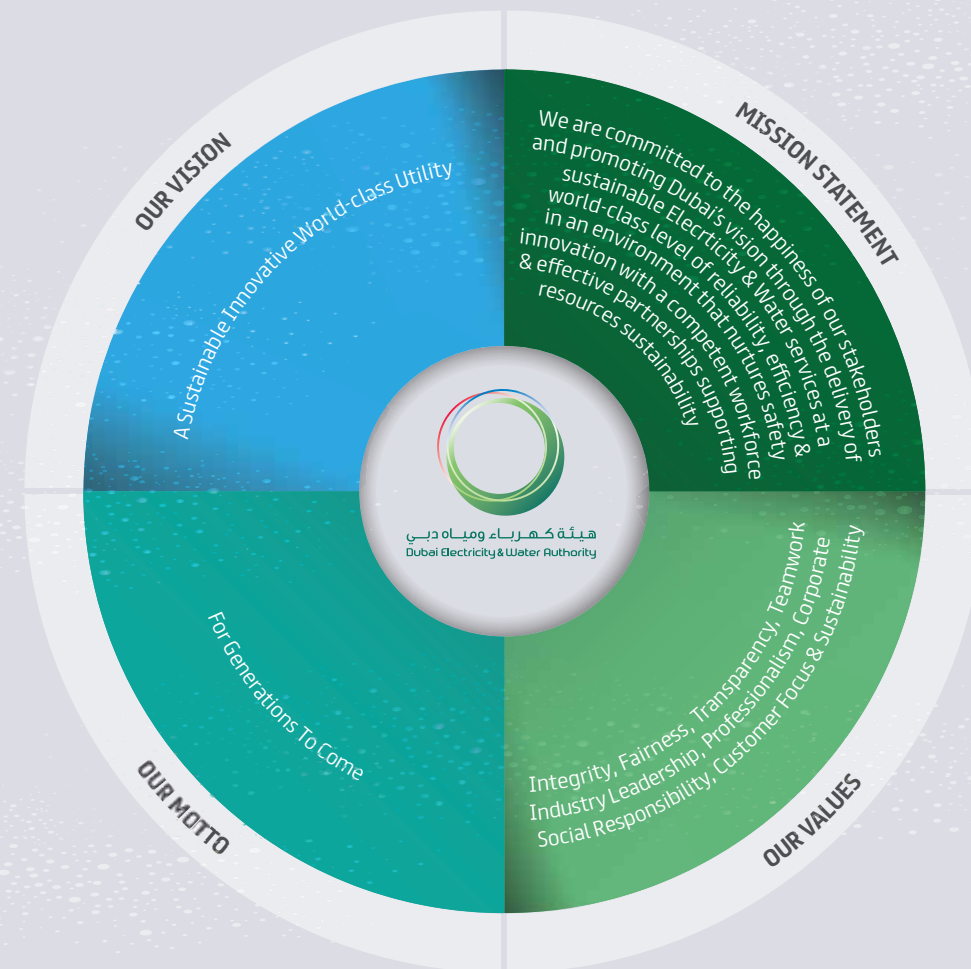 OUR VISION
A Sustainable Innovative World-class Utility
MISSION STATEMENT
We are committed to the happiness of our stakeholders
and promoting Dubai's vision through the delivery of
sustainable Elecrticity & Water services at a
world-class level of reliability, efficiency &
in an environment that nurtures safety
innovation with a competent workforce
& effective partnerships supporting
resources sustainability
هيئة كهرباء ومياه دبي
Dubai Electricity & Water Authority
OUR MOTTO
For Generations To Come
OUR VALUES
Integrity, Fairness, Transparency, Teamwork
Industry Leadership, Professionalism, Corporate
Social Responsibility, Customer Focus & Sustainability